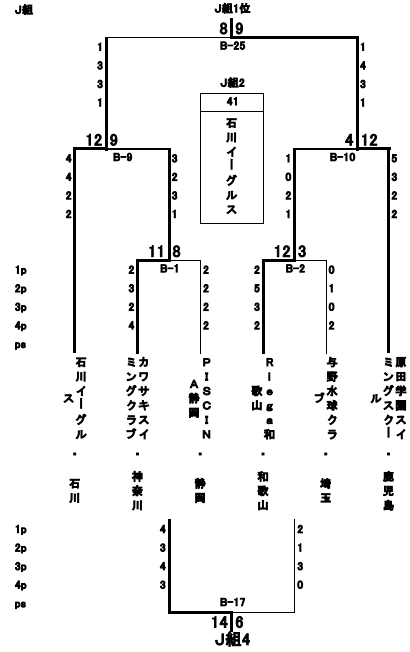 J組
J組1位
8 9
B-25
1 1
3 4
3 3
1 1
J組2
41
石川イーグルス
12 9
B-9
4 12
B-10
4 3 1 5
4 2 0 3
2 3 2 2
2 1 1 2
11 8
B-1
12 3
B-2
1p 2 2 2 0
2p 3 2 5 1
3p 2 2 3 0
4p 4 2 2 2
ps
石川イーグルス・石川
カワサキスイミングクラブ・神奈川
PISCINA静岡・静岡
Riega和歌山・和歌山
与野水球クラブ・埼玉
原田学園スイミングスクール・鹿児島
1p 4 2
2p 3 1
3p 4 3
4p 3 0
ps
B-17
14 6
J組4